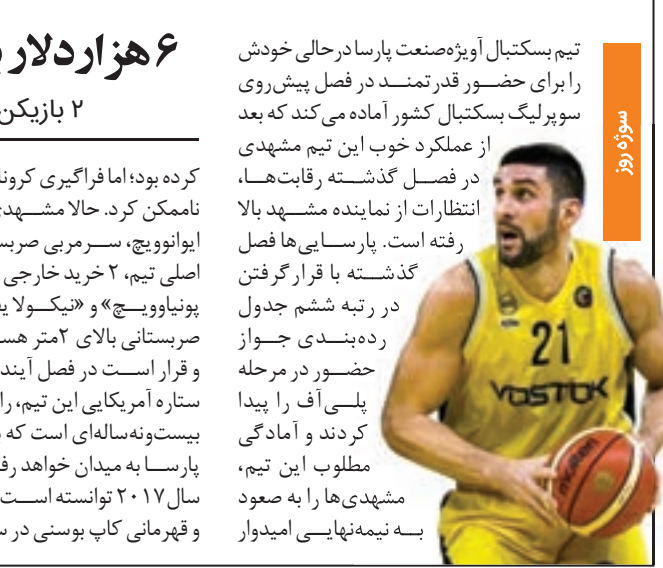 سوژه روز
تیم بسکتبال آویژه‌صنعت پارسا درحالی خودش
را برای حضور قدرتمند در فصل پیش‌روی
سوپرلیگ بسکتبال کشور آماده می‌کند که بعد
از عملکرد خوب این تیم مشهدی
در فصل گذشته رقابت‌ها،
انتظارات از نماینده مشهد بالا
رفته است. پارسایی‌ها فصل
گذشته با قرار گرفتن
در رتبه ششم جدول
رده‌بندی جواز
حضور در مرحله
پلی‌آف را پیدا
کردند و آمادگی
مطلوب این تیم،
مشهدی‌ها را به صعود
به نیمه‌نهایی امیدوار
21
VOSTOK
molten
۶ هزار دلار
۲ بازیکن
کرده بود؛ اما فراگیری کرونا
ناممکن کرد. حالا مشهدی
ایوانوویچ، سرمربی صربس
اصلی تیم، ۲ خرید خارجی
پونیاوویچ» و «نیکولا
صربستانی بالای ۲متر هس
و قرار است در فصل آیند
ستاره آمریکایی این تیم، را
بیست‌ونه‌ساله‌ای است که
پارسا به میدان خواهد رف
سال ۲۰۱۷ توانسته است
و قهرمانی کاپ بوسنی در س